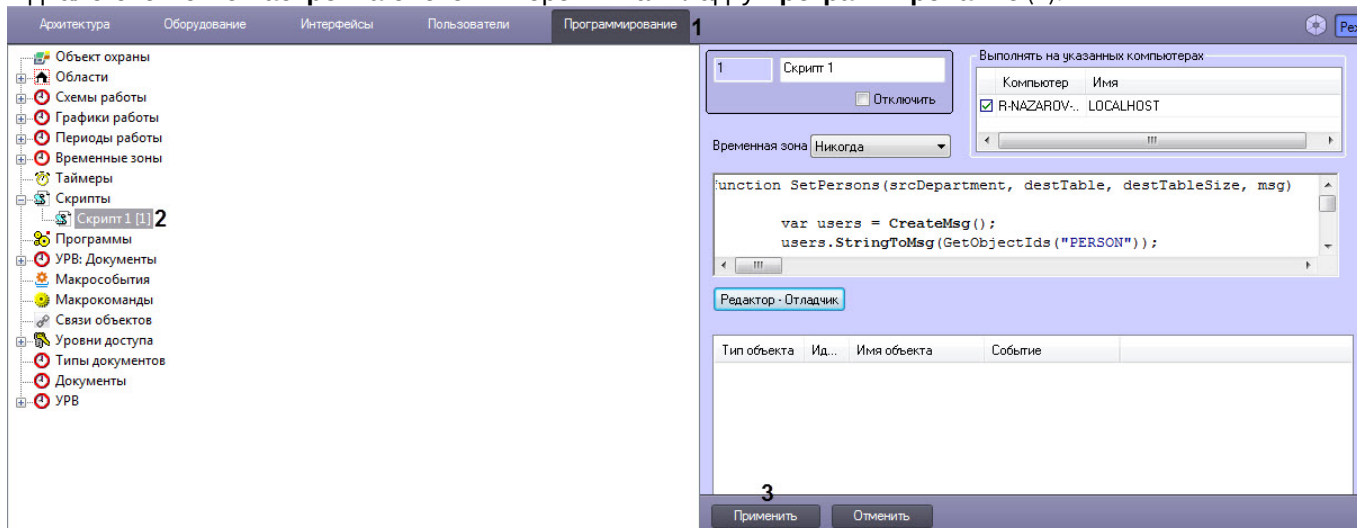 Архитектура Оборудование Интерфейсы Пользователи Программирование 1
Объект охраны
Области
Схемы работы
Графики работы
Периоды работы
Временные зоны
Таймеры
Скрипты
Скрипт 1 [1] 2
Программы
УРВ: Документы
Макрособытия
Макрокоманды
Связи объектов
Уровни доступа
Типы документов
Документы
УРВ
1 Скрипт 1
Отключить
Выполнять на указанных компьютерах
Компьютер Имя
R-NAZAROV-.. LOCALHOST
Временная зона Никогда
unction SetPersons(srcDepartment, destTable, destTableSize, msg)
var users = CreateMsg();
users.StringToMsg(GetObjectIds("PERSON"));
Редактор - Отладчик
Тип объекта Ид... Имя объекта Событие
3
Применить Отменить